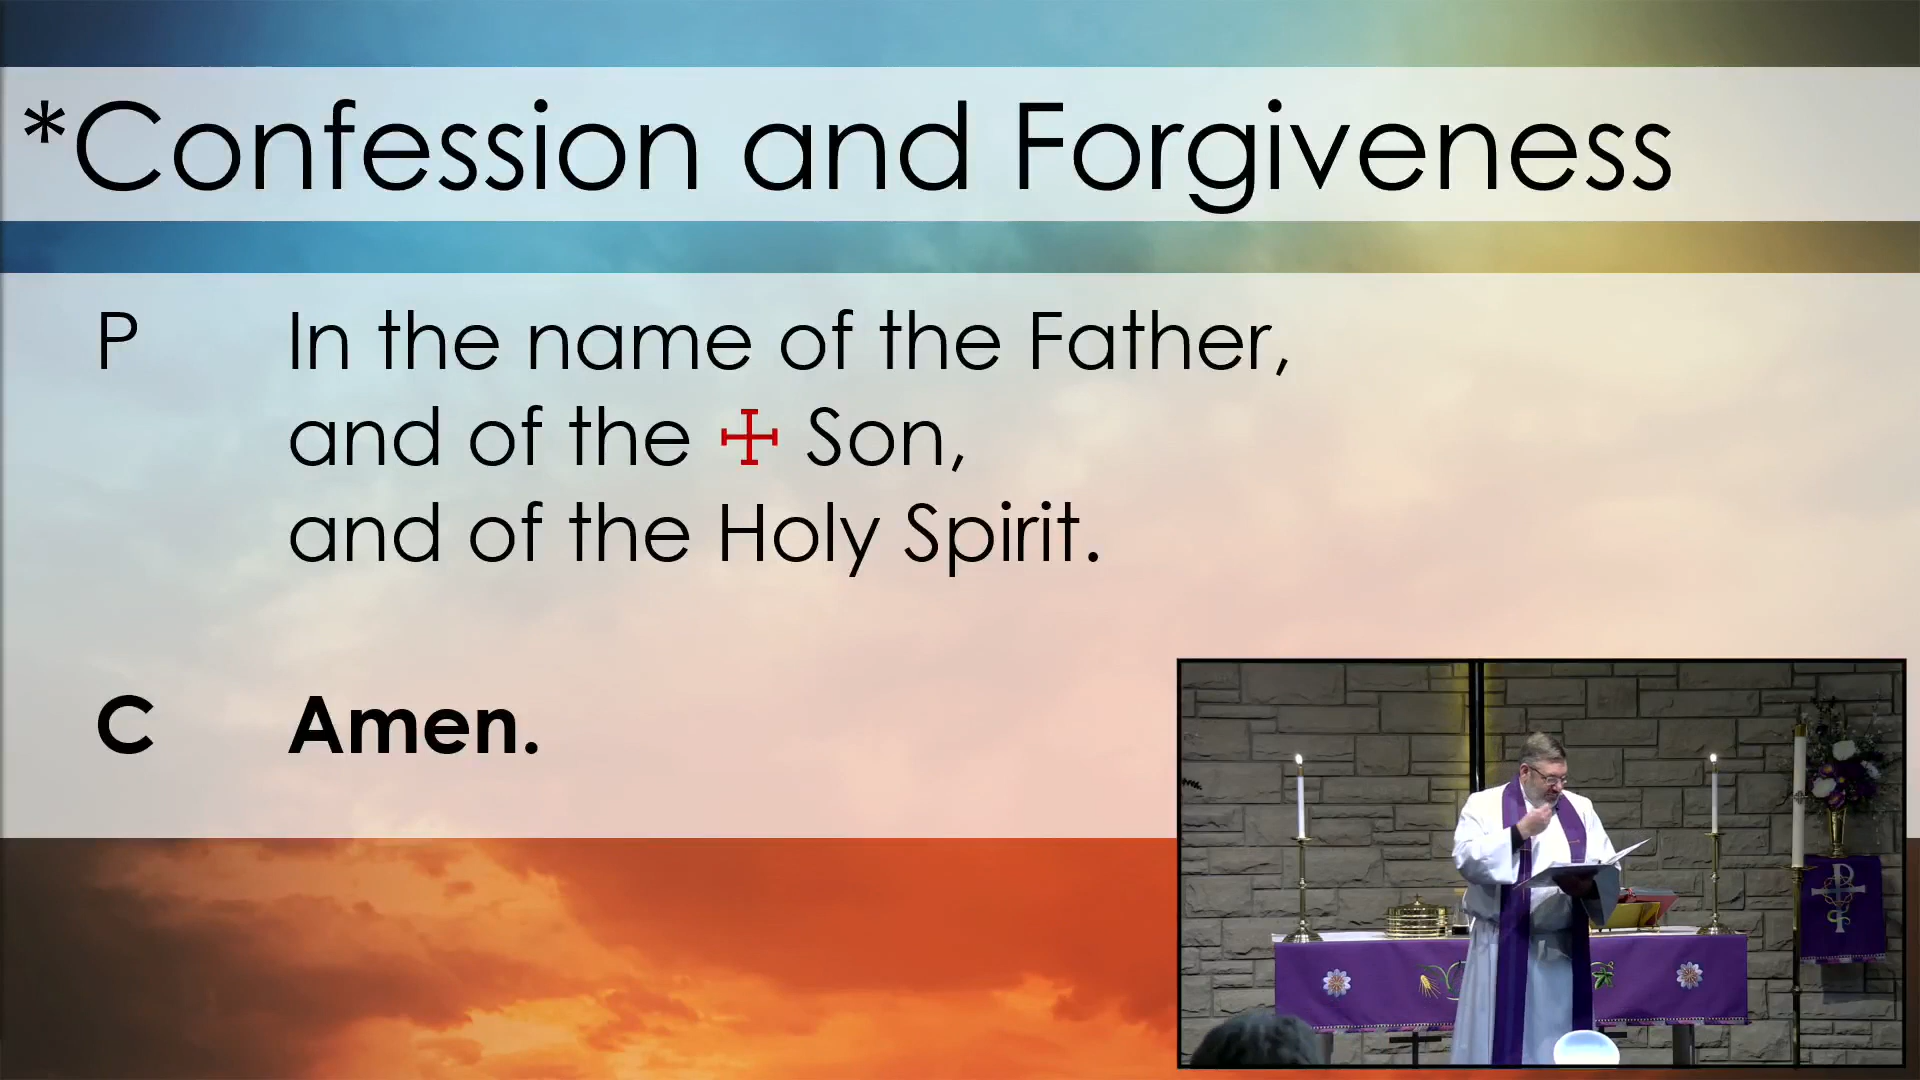 *Confession and Forgiveness
P In the name of the Father,
and of the ☩ Son,
and of the Holy Spirit.
C Amen.